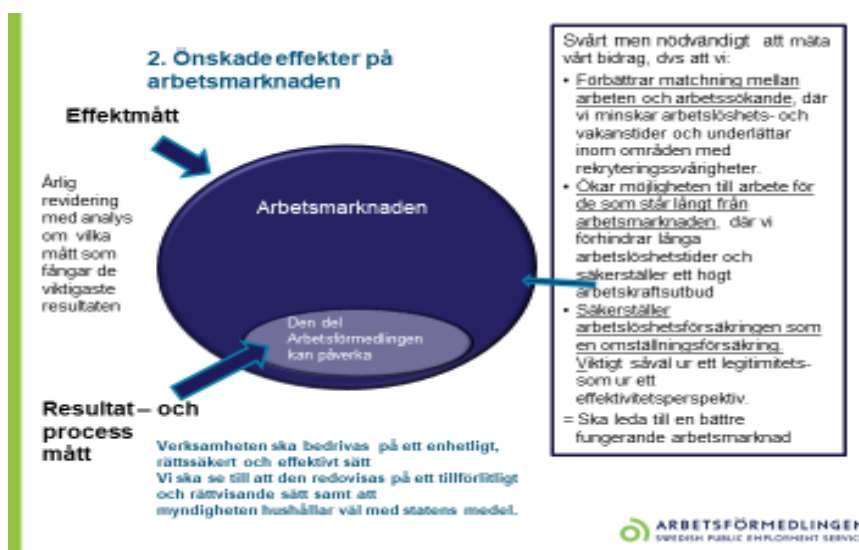 2. Önskade effekter på
arbetsmarknaden
Effektmått
Årlig
revidering
med analys
om vilka
mått som
fångar de
viktigaste
resultaten
Arbetsmarknaden
Den del
Arbetsförmedlingen
kan påverka
Resultat – och
process
mått
Verksamheten ska bedrivas på ett enhetligt,
rättssäkert och effektivt sätt
Vi ska se till att den redovisas på ett tillförlitligt
och rättvisande sätt samt att
myndigheten hushållar väl med statens medel.
Svårt men nödvändigt att mäta
vårt bidrag, dvs att vi:
• Förbättrar matchning mellan
arbeten och arbetssökande, där
vi minskar arbetslöshets- och
vakanstider och underlättar
inom områden med
rekryteringssvårigheter.
• Ökar möjligheten till arbete för
de som står långt från
arbetsmarknaden, där vi
förhindrar långa
arbetslöshetstider och
säkerställer ett högt
arbetskraftsutbud
• Säkerställer
arbetslöshetsförsäkringen som
en omställningsförsäkring.
Viktigt såväl ur ett legitimitets-
som ur ett
effektivitetsperspektiv.
= Ska leda till en bättre
fungerande arbetsmarknad
ARBETSFÖRMEDLINGEN
SWEDISH PUBLIC EMPLOYMENT SERVICE